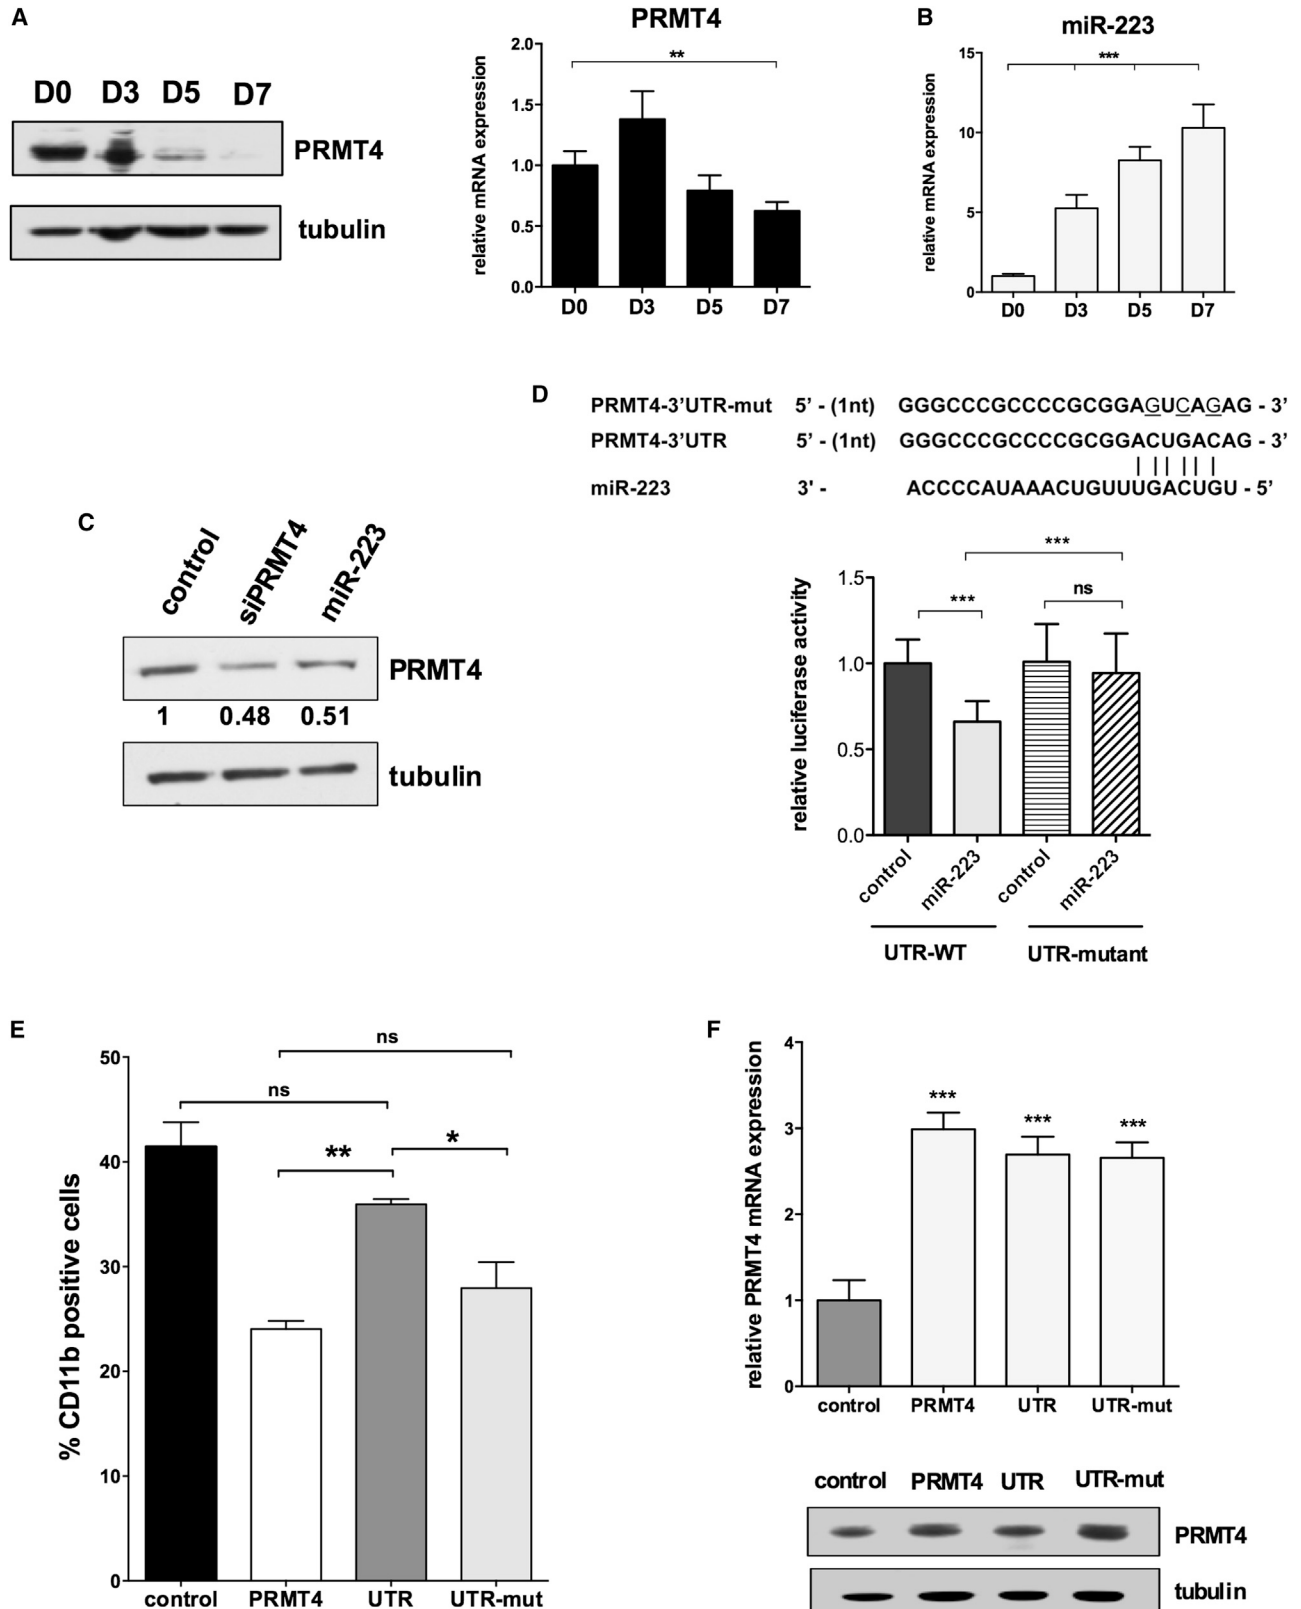 A
D0 D3 D5 D7
PRMT4
tubulin
PRMT4
relative mRNA expression
2.0
1.5
1.0
0.5
0.0
**
D0 D3 D5 D7
B
miR-223
relative mRNA expression
15
10
5
0
***
D0 D3 D5 D7
C
control siPRMT4 miR-223
PRMT4
1 0.48 0.51
tubulin
D
PRMT4-3’UTR-mut 5’ - (1nt) GGGCCCGCCCCGCGGAGUCAGAG - 3’
PRMT4-3’UTR 5’ - (1nt) GGGCCCGCCCCGCGGACUGACAG - 3’
miR-223 3' - ACCCCAUAAACUGUUUGACUGU - 5’
relative luciferase activity
1.5
1.0
0.5
0.0
***
***
ns
control miR-223 control miR-223
UTR-WT UTR-mutant
E
% CD11b positive cells
50
40
30
20
10
0
ns
ns
**
*
control PRMT4 UTR UTR-mut
F
relative PRMT4 mRNA expression
4
3
2
1
0
*** *** ***
control PRMT4 UTR UTR-mut
control PRMT4 UTR UTR-mut
PRMT4
tubulin